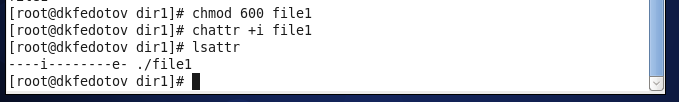 [root@dkfedotov dir1]# chmod 600 file1
[root@dkfedotov dir1]# chattr +i file1
[root@dkfedotov dir1]# lsattr
----i--------e- ./file1
[root@dkfedotov dir1]#